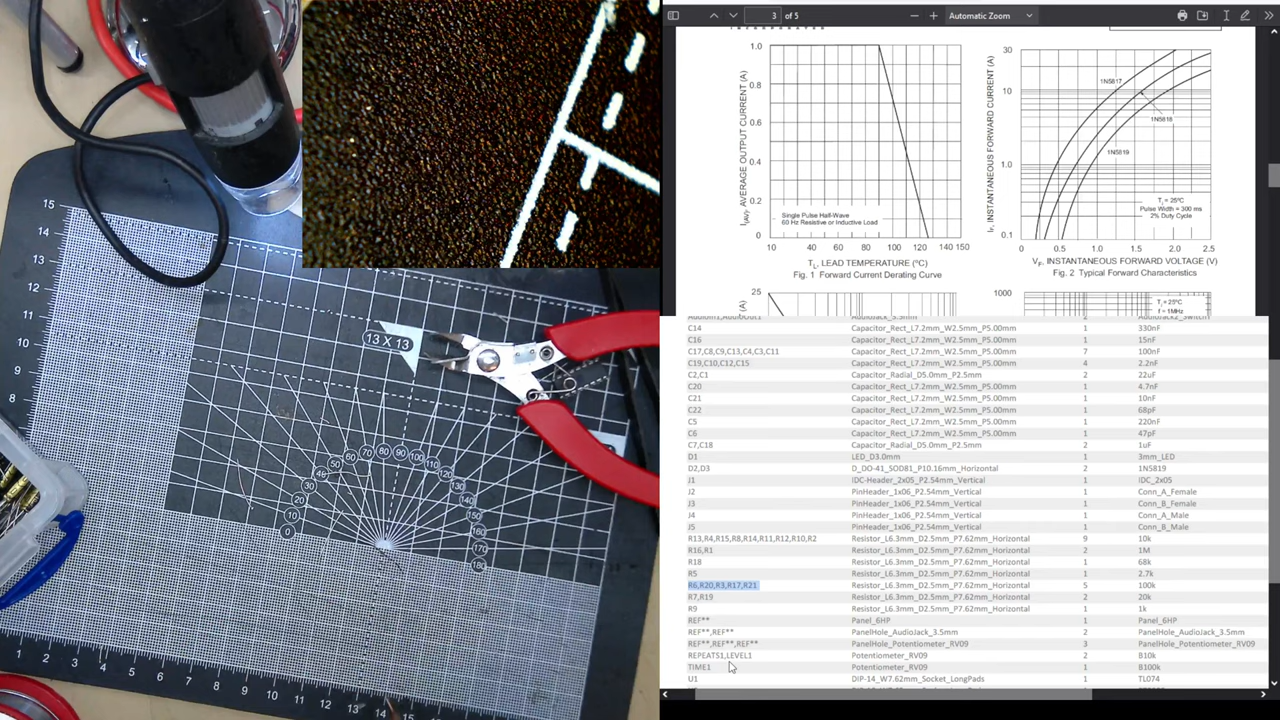 3 of 5
Automatic Zoom
1.0
0.8
0.6
0.4
0.2
0
10
40
60
80
100
120
140 150
I(AV), AVERAGE OUTPUT CURRENT (A)
Single Pulse Half-Wave
60 Hz Resistive or Inductive Load
TL, LEAD TEMPERATURE (ºC)
Fig. 1 Forward Current Derating Curve
30
10
1.0
0.1
0
0.5
1.0
1.5
2.0
2.5
IF, INSTANTANEOUS FORWARD CURRENT (A)
1N5817
1N5818
1N5819
Tj = 25ºC
Pulse Width = 300 ms
2% Duty Cycle
VF, INSTANTANEOUS FORWARD VOLTAGE (V)
Fig. 2 Typical Forward Characteristics
25
(A)
1000
Tj = 25ºC
f = 1MHz
C14 Capacitor_Rect_L7.2mm_W2.5mm_P5.00mm 1 330nF
C16 Capacitor_Rect_L7.2mm_W2.5mm_P5.00mm 1 15nF
C17,C8,C9,C13,C4,C3,C11 Capacitor_Rect_L7.2mm_W2.5mm_P5.00mm 7 100nF
C19,C10,C12,C15 Capacitor_Rect_L7.2mm_W2.5mm_P5.00mm 4 2.2nF
C2,C1 Capacitor_Radial_D5.0mm_P2.5mm 2 22uF
C20 Capacitor_Rect_L7.2mm_W2.5mm_P5.00mm 1 4.7nF
C21 Capacitor_Rect_L7.2mm_W2.5mm_P5.00mm 1 10nF
C22 Capacitor_Rect_L7.2mm_W2.5mm_P5.00mm 1 68pF
C5 Capacitor_Rect_L7.2mm_W2.5mm_P5.00mm 1 220nF
C6 Capacitor_Rect_L7.2mm_W2.5mm_P5.00mm 1 47pF
C7,C18 Capacitor_Radial_D5.0mm_P2.5mm 2 1uF
D1 LED_D3.0mm 1 3mm_LED
D2,D3 D_DO-41_SOD81_P10.16mm_Horizontal 2 1N5819
J1 IDC-Header_2x05_P2.54mm_Vertical 1 IDC_2x05
J2 PinHeader_1x06_P2.54mm_Vertical 1 Conn_A_Female
J3 PinHeader_1x06_P2.54mm_Vertical 1 Conn_B_Female
J4 PinHeader_1x06_P2.54mm_Vertical 1 Conn_A_Male
J5 PinHeader_1x06_P2.54mm_Vertical 1 Conn_B_Male
R13,R4,R15,R8,R14,R11,R12,R10,R2 Resistor_L6.3mm_D2.5mm_P7.62mm_Horizontal 9 10k
R16,R1 Resistor_L6.3mm_D2.5mm_P7.62mm_Horizontal 2 1M
R18 Resistor_L6.3mm_D2.5mm_P7.62mm_Horizontal 1 68k
R5 Resistor_L6.3mm_D2.5mm_P7.62mm_Horizontal 1 2.7k
R6,R20,R3,R17,R21 Resistor_L6.3mm_D2.5mm_P7.62mm_Horizontal 5 100k
R7,R19 Resistor_L6.3mm_D2.5mm_P7.62mm_Horizontal 2 20k
R9 Resistor_L6.3mm_D2.5mm_P7.62mm_Horizontal 1 1k
REF** Panel_6HP 1 Panel_6HP
REF**,REF** PanelHole_AudioJack_3.5mm 2 PanelHole_AudioJack_3.5mm
REF**,REF**,REF** PanelHole_Potentiometer_RV09 3 PanelHole_Potentiometer_RV09
REPEATS1,LEVEL1 Potentiometer_RV09 2 B10k
TIME1 Potentiometer_RV09 1 B100k
U1 DIP-14_W7.62mm_Socket_LongPads 1 TL074
13 X 13
15
14
13
12
11
10
9
8
0
20
30
46
50
60
70
80
90
100
110
120
140
160
170
180
2 3 4 5 6 7 8 9 10 11 12 13 14 15